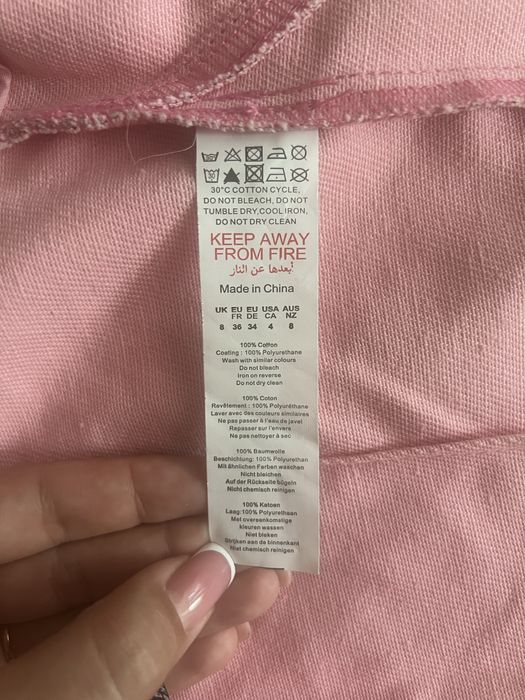 30
30°C COTTON CYCLE,
DO NOT BLEACH, DO NOT
TUMBLE DRY,COOL IRON,
DO NOT DRY CLEAN
KEEP AWAY
FROM FIRE
بعدها عن النار!
Made in China
UK EU EU USA AUS
FR DE CA NZ
8 36 34 4 8
100% Cotton
Coating : 100% Polyurethane
Wash with similar colours
Do not bleach
Iron on reverse
Do not dry clean
100% Coton
Revêtement : 100% Polyuréthane
Laver avec des couleurs similaires
Ne pas passer à l'eau de javel
Repasser sur l'envers
Ne pas nettoyer à sec
100% Baumwolle
Beschichtung: 100% Polyurethan
Mit ähnlichen Farben waschen
Nicht bleichen
Auf der Rückseite bügeln
Nicht chemisch reinigen
100% Katoen
Laag:100% Polyurethaan
Met overeenkomstige
kleuren wassen
Niet bleken
Strijken aan de binnenkant
Niet chemisch reinigen